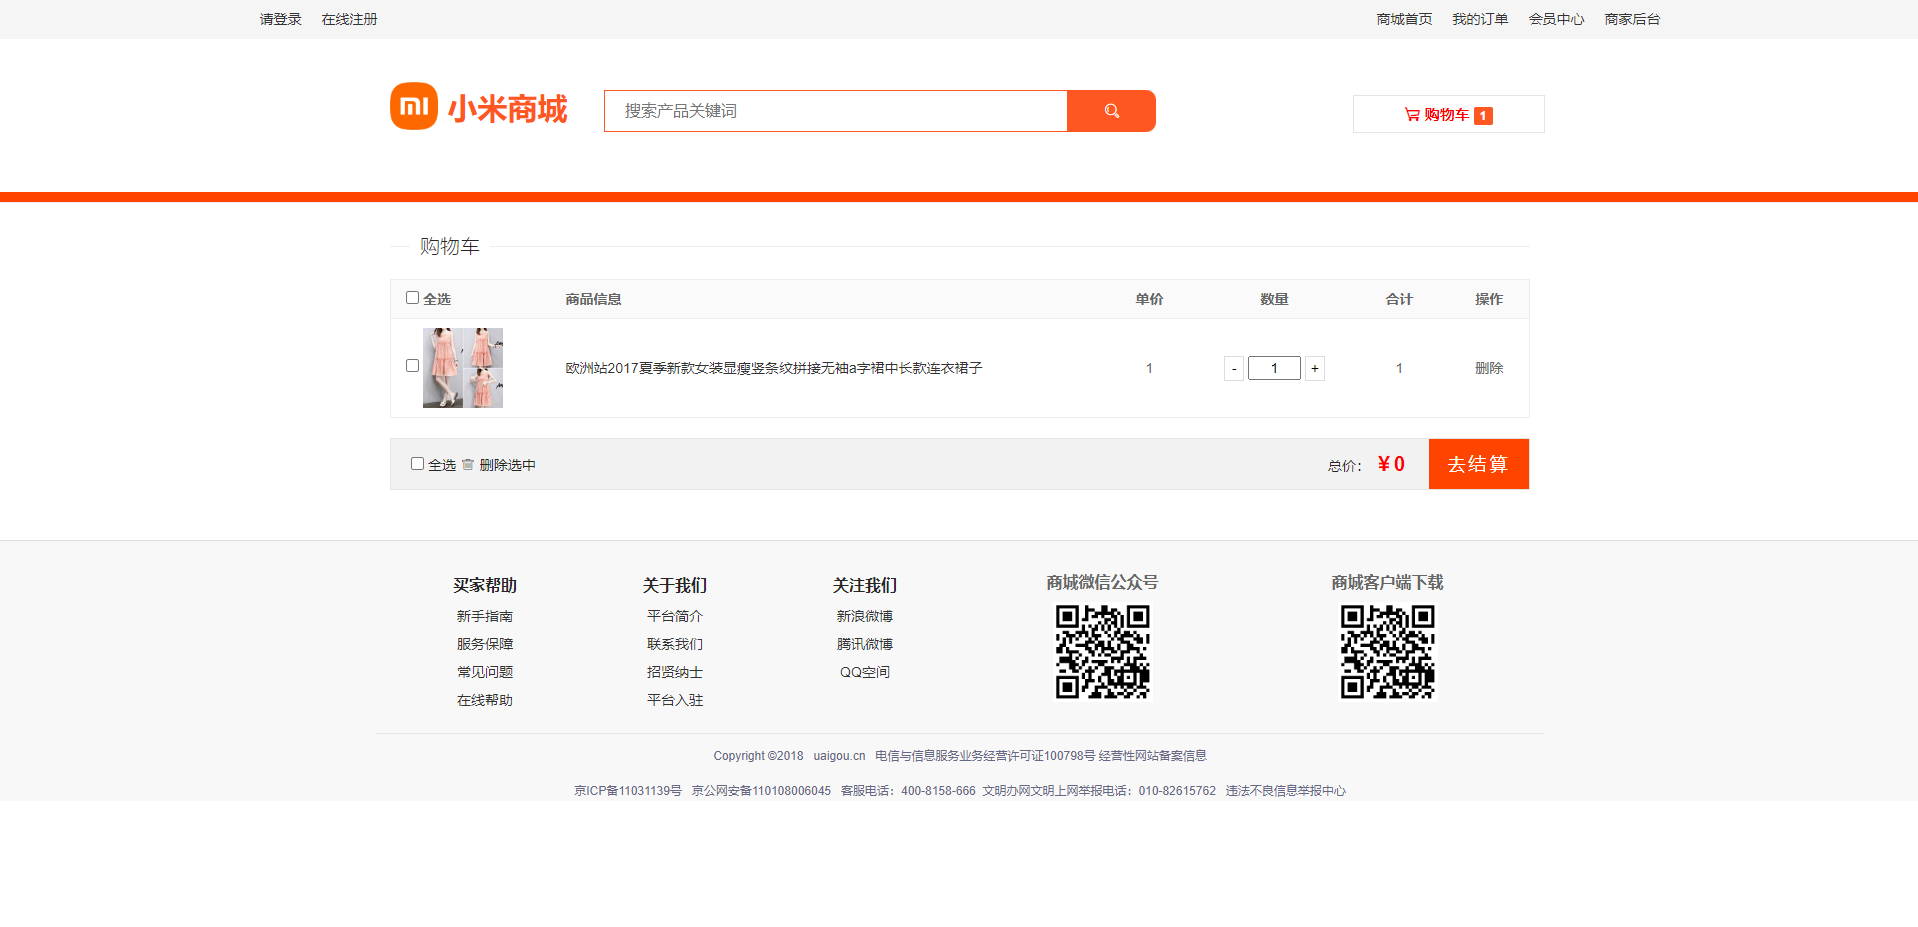 请登录 在线注册 商城首页 我的订单 会员中心 商家后台
小米商城 搜索产品关键词 购物车 1
购物车
全选 商品信息 单价 数量 合计 操作
欧洲站2017夏季新款女装显瘦竖条纹拼接无袖a字裙中长款连衣裙子 1 - 1 + 1 删除
全选 删除选中 总价： ¥0 去结算
买家帮助 关于我们 关注我们 商城微信公众号 商城客户端下载
新手指南 平台简介 新浪微博
服务保障 联系我们 腾讯微博
常见问题 招贤纳士 QQ空间
在线帮助 平台入驻
Copyright ©2018 uaigou.cn 电信与信息服务业务经营许可证100798号 经营性网站备案信息
京ICP备11031139号 京公网安备110108006045 客服电话：400-8158-666 文明办网文明上网举报电话：010-82615762 违法不良信息举报中心